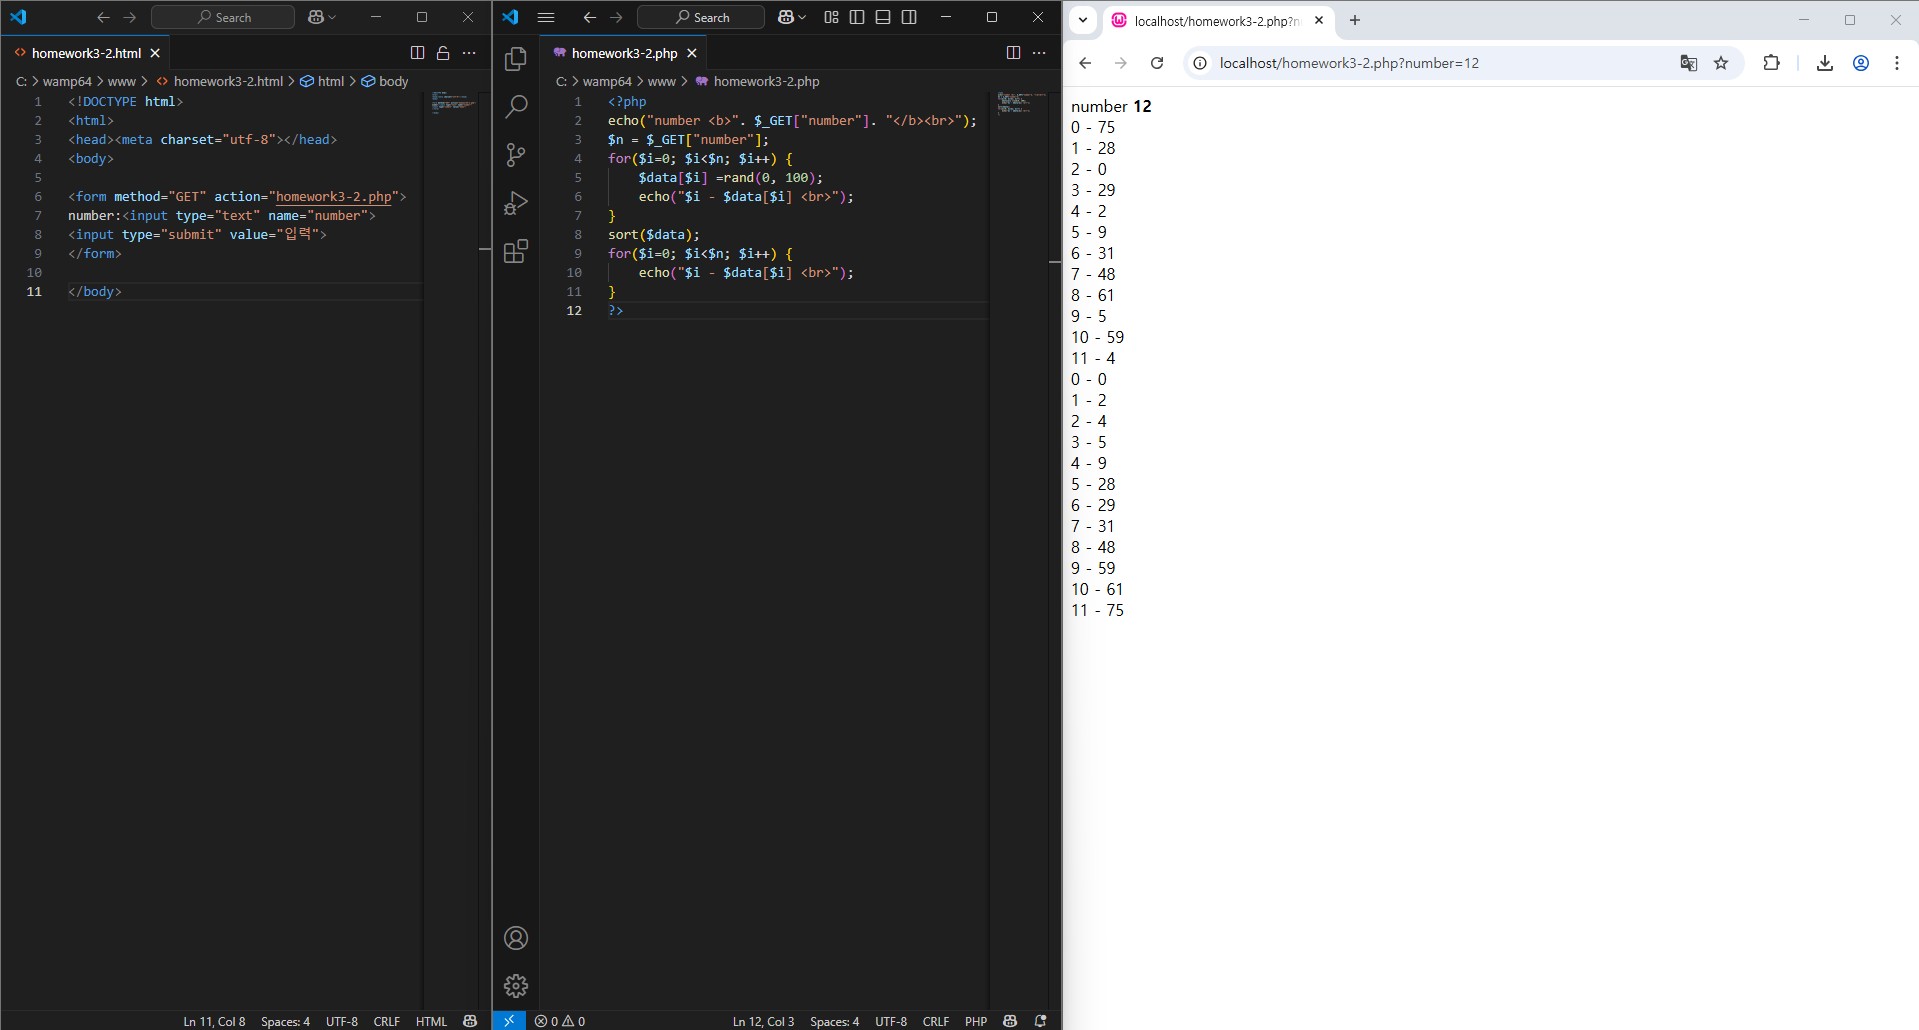 Search
homework3-2.html
C: > wamp64 > www > homework3-2.html > html > body
1 <!DOCTYPE html>
2 <html>
3 <head><meta charset="utf-8"></head>
4 <body>
5
6 <form method="GET" action="homework3-2.php">
7 number:<input type="text" name="number">
8 <input type="submit" value="입력">
9 </form>
10
11 </body>
Ln 11, Col 8 Spaces: 4 UTF-8 CRLF HTML
Search
homework3-2.php
C: > wamp64 > www > homework3-2.php
1 <?php
2 echo("number <b>". $_GET["number"]. "</b><br>");
3 $n = $_GET["number"];
4 for($i=0; $i<$n; $i++) {
5 $data[$i] =rand(0, 100);
6 echo("$i - $data[$i] <br>");
7 }
8 sort($data);
9 for($i=0; $i<$n; $i++) {
10 echo("$i - $data[$i] <br>");
11 }
12 ?>
0 0 Ln 12, Col 3 Spaces: 4 UTF-8 CRLF PHP
localhost/homework3-2.php?n
localhost/homework3-2.php?number=12
number 12
0 - 75
1 - 28
2 - 0
3 - 29
4 - 2
5 - 9
6 - 31
7 - 48
8 - 61
9 - 5
10 - 59
11 - 4
0 - 0
1 - 2
2 - 4
3 - 5
4 - 9
5 - 28
6 - 29
7 - 31
8 - 48
9 - 59
10 - 61
11 - 75